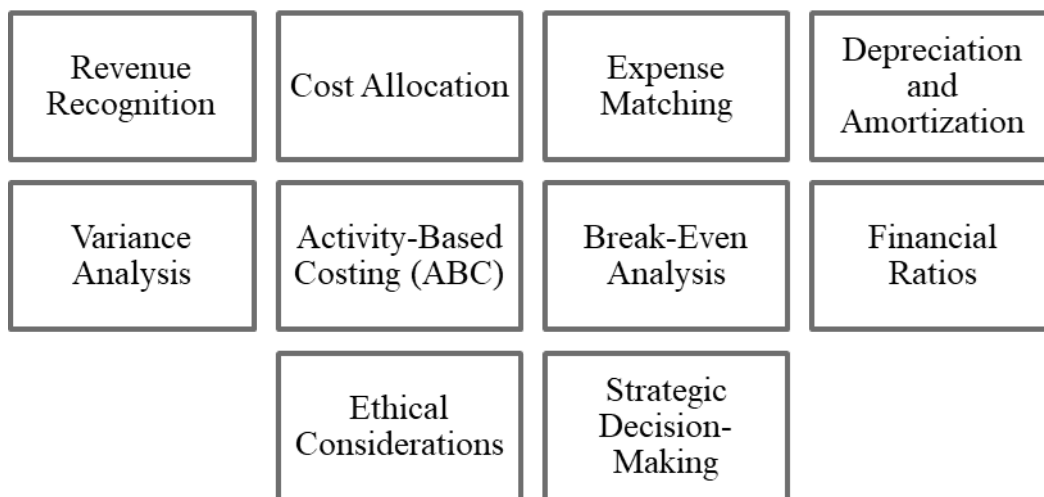 Revenue
Recognition
Cost Allocation
Expense
Matching
Depreciation
and
Amortization
Variance
Analysis
Activity-Based
Costing (ABC)
Break-Even
Analysis
Financial
Ratios
Ethical
Considerations
Strategic
Decision-
Making